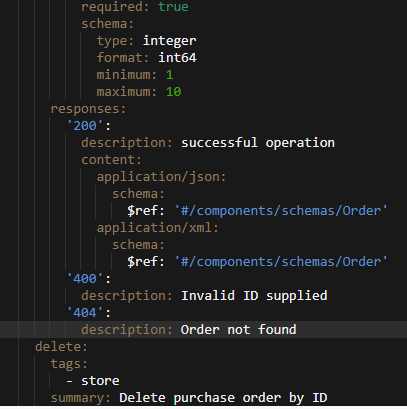 required: true
schema:
type: integer
format: int64
minimum: 1
maximum: 10
responses:
'200':
description: successful operation
content:
application/json:
schema:
$ref: '#/components/schemas/Order'
application/xml:
schema:
$ref: '#/components/schemas/Order'
'400':
description: Invalid ID supplied
'404':
description: Order not found
delete:
tags:
- store
summary: Delete purchase order by ID